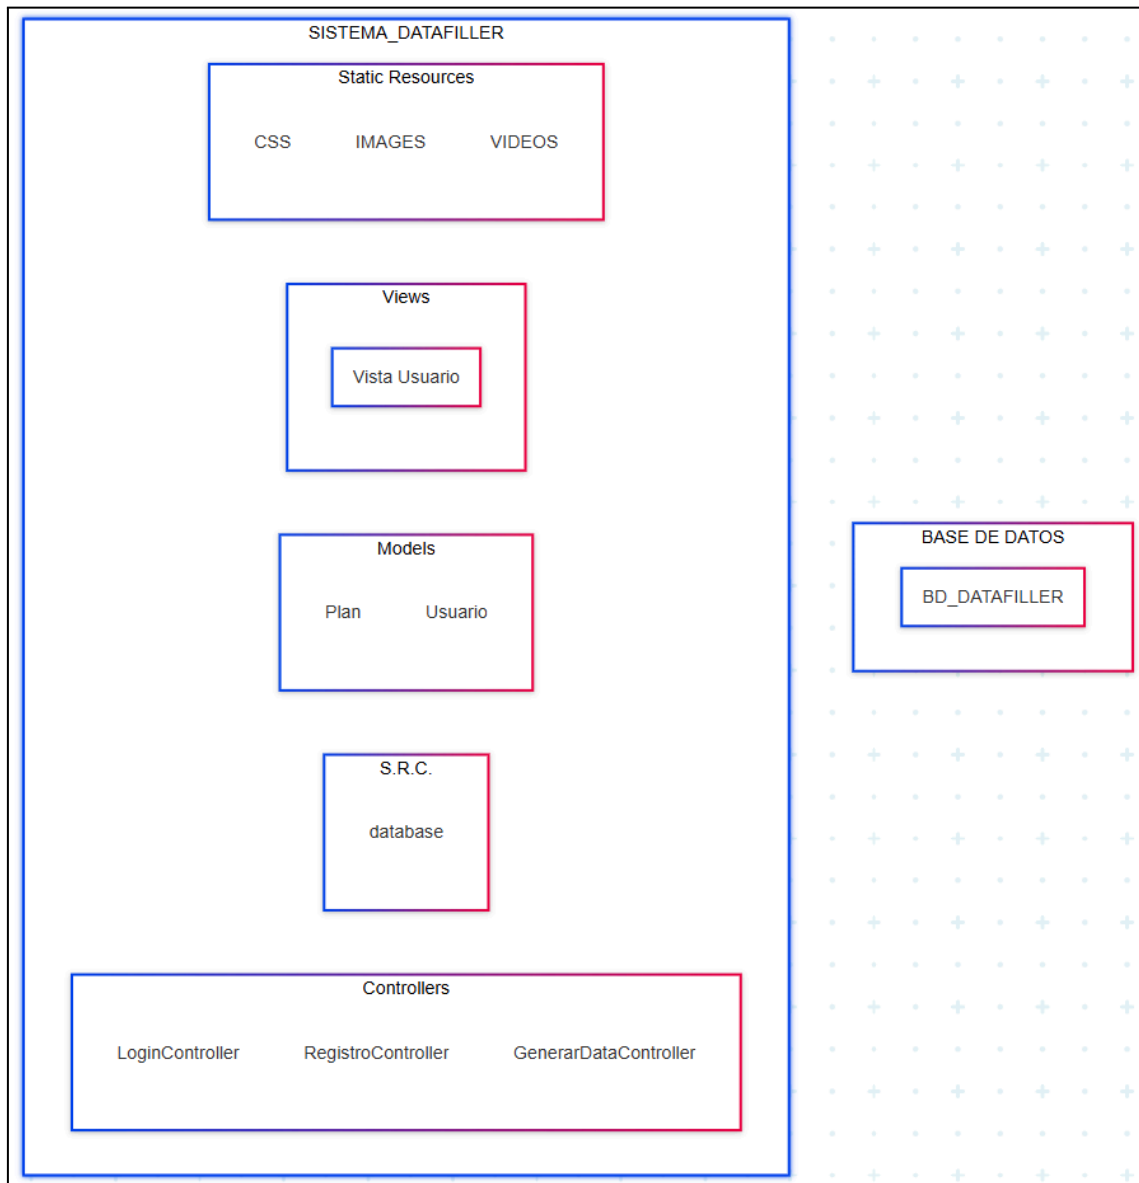 SISTEMA_DATAFILLER
Static Resources
CSS IMAGES VIDEOS
Views
Vista Usuario
Models
Plan Usuario
S.R.C.
database
Controllers
LoginController RegistroController GenerarDataController
BASE DE DATOS
BD_DATAFILLER